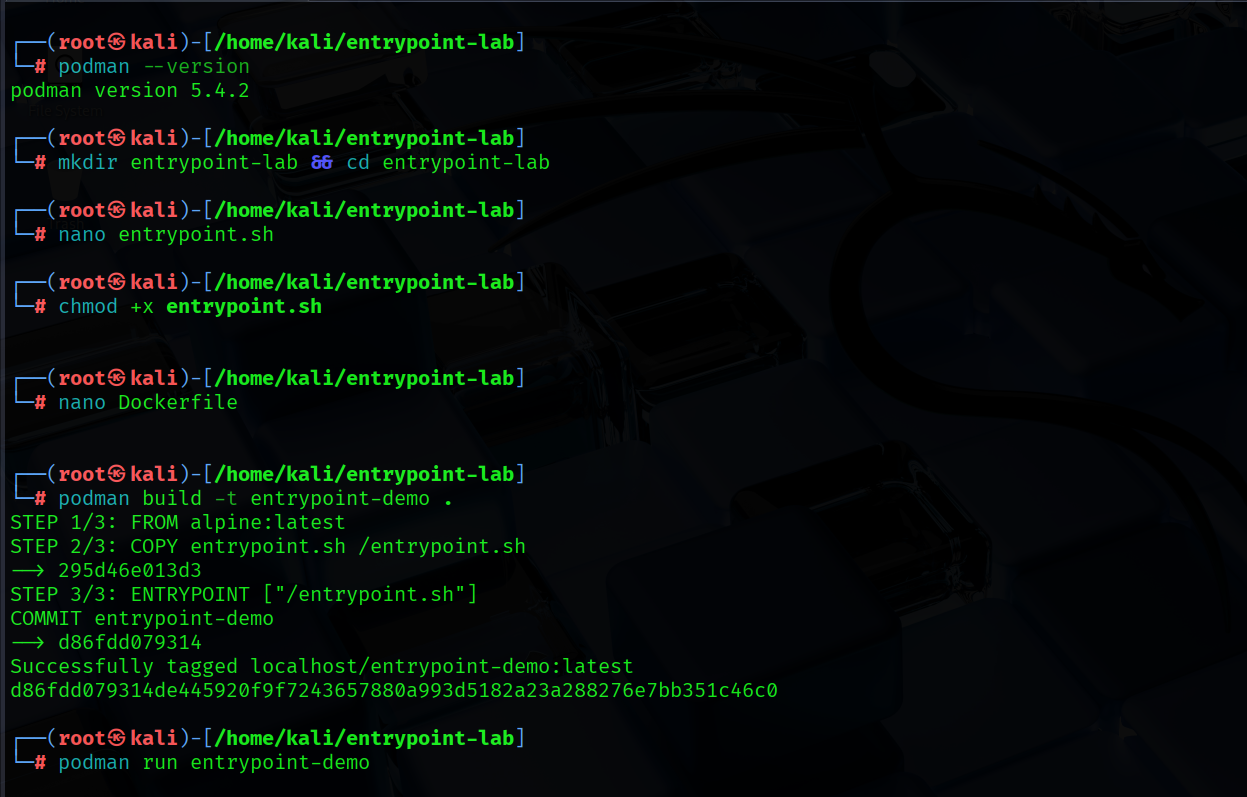 ┌──(root㉿kali)-[/home/kali/entrypoint-lab]
└─# podman --version
podman version 5.4.2
┌──(root㉿kali)-[/home/kali/entrypoint-lab]
└─# mkdir entrypoint-lab && cd entrypoint-lab
┌──(root㉿kali)-[/home/kali/entrypoint-lab]
└─# nano entrypoint.sh
┌──(root㉿kali)-[/home/kali/entrypoint-lab]
└─# chmod +x entrypoint.sh
┌──(root㉿kali)-[/home/kali/entrypoint-lab]
└─# nano Dockerfile
┌──(root㉿kali)-[/home/kali/entrypoint-lab]
└─# podman build -t entrypoint-demo .
STEP 1/3: FROM alpine:latest
STEP 2/3: COPY entrypoint.sh /entrypoint.sh
--> 295d46e013d3
STEP 3/3: ENTRYPOINT ["/entrypoint.sh"]
COMMIT entrypoint-demo
--> d86fdd079314
Successfully tagged localhost/entrypoint-demo:latest
d86fdd079314de445920f9f7243657880a993d5182a23a288276e7bb351c46c0
┌──(root㉿kali)-[/home/kali/entrypoint-lab]
└─# podman run entrypoint-demo